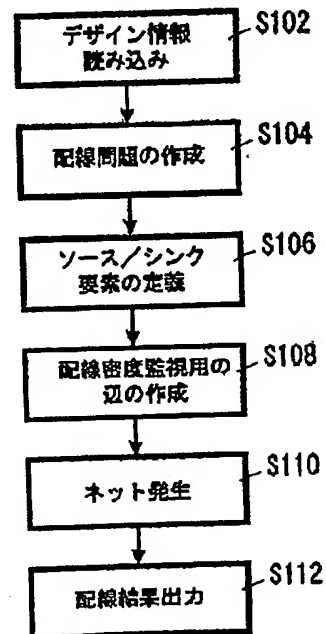 デザイン情報
読み込み
S102
配線問題の作成
S104
ソース／シンク
要素の定義
S106
配線密度監視用の
辺の作成
S108
ネット発生
S110
配線結果出力
S112